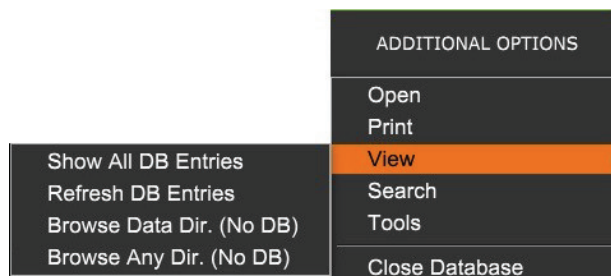 ADDITIONAL OPTIONS
Open
Print
View
Search
Tools
Close Database
Show All DB Entries
Refresh DB Entries
Browse Data Dir. (No DB)
Browse Any Dir. (No DB)